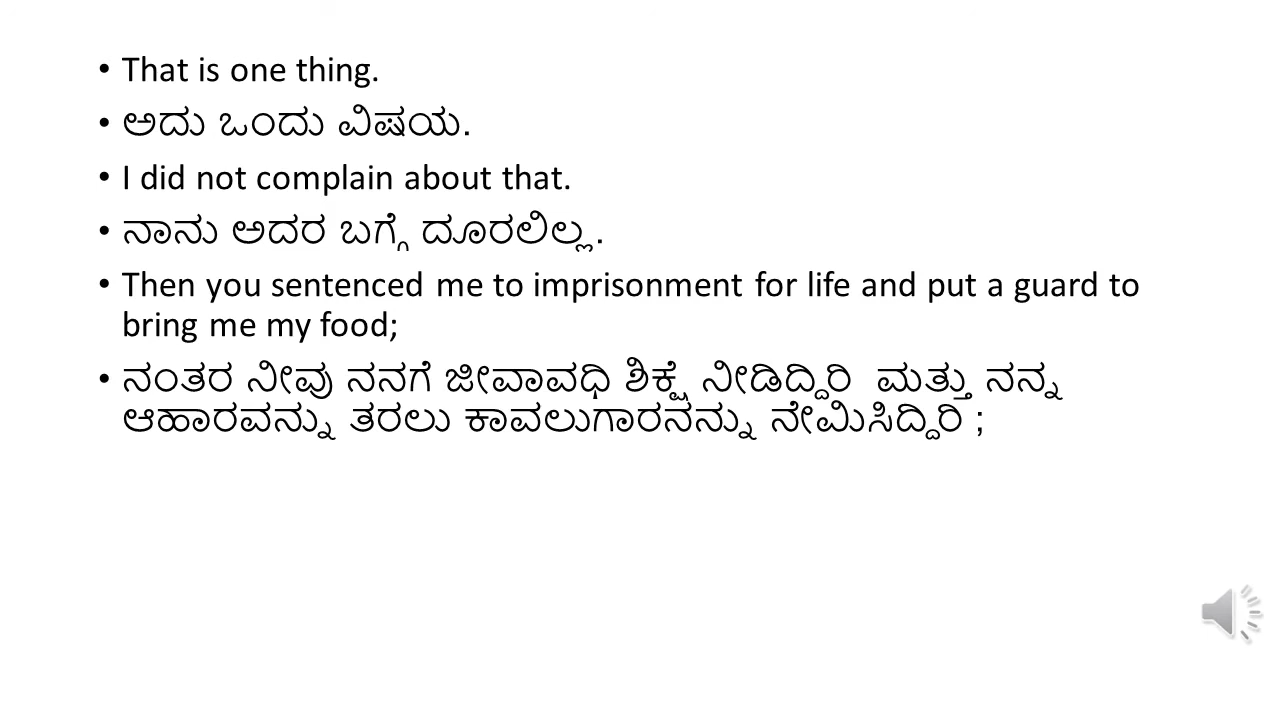 • That is one thing.
• ಅದು ಒಂದು ವಿಷಯ.
• I did not complain about that.
• ನಾನು ಅದರ ಬಗ್ಗೆ ದೂರಲಿಲ್ಲ.
• Then you sentenced me to imprisonment for life and put a guard to
bring me my food;
• ನಂತರ ನೀವು ನನಗೆ ಜೀವಾವಧಿ ಶಿಕ್ಷೆ ನೀಡಿದ್ದಿರಿ ಮತ್ತು ನನ್ನ
ಆಹಾರವನ್ನು ತರಲು ಕಾವಲುಗಾರನನ್ನು ನೇಮಿಸಿದ್ದಿರಿ ;